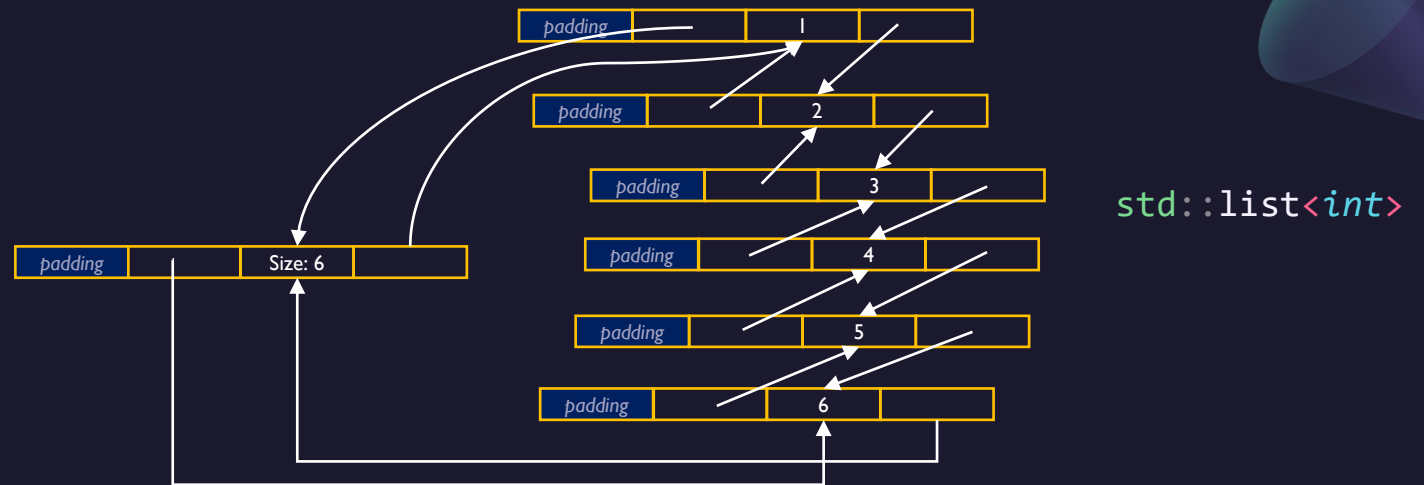 padding 1
padding 2
padding 3
std::list<int>
padding Size: 6 padding 4
padding 5
padding 6